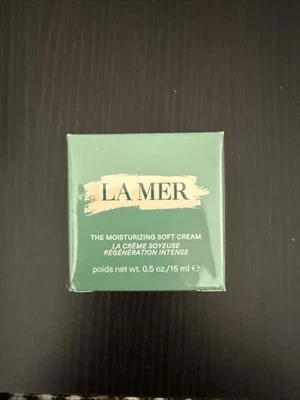 LA MER
THE MOISTURIZING SOFT CREAM
LA CRÈME SOYEUSE
RÉGÉNÉRATION INTENSE
poids net wt. 0.5 oz./15 ml ℮